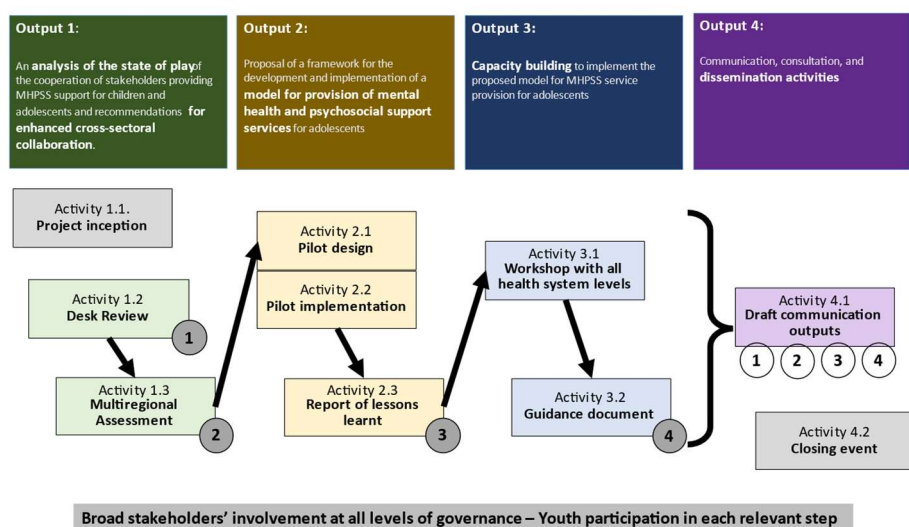 Output 1:
An analysis of the state of play of
the cooperation of stakeholders providing
MHPSS support for children and
adolescents and recommendations for
enhanced cross-sectoral
collaboration.
Output 2:
Proposal of a framework for the
development and implementation of a
model for provision of mental
health and psychosocial support
services for adolescents
Output 3:
Capacity building to implement the
proposed model for MHPSS service
provision for adolescents
Output 4:
Communication, consultation, and
dissemination activities
Activity 1.1.
Project inception
Activity 1.2
Desk Review
1
Activity 1.3
Multiregional
Assessment
2
Activity 2.1
Pilot design
Activity 2.2
Pilot implementation
Activity 2.3
Report of lessons
learnt
3
Activity 3.1
Workshop with all
health system levels
Activity 3.2
Guidance document
4
Activity 4.1
Draft communication
outputs
1 2 3 4
Activity 4.2
Closing event
Broad stakeholders' involvement at all levels of governance – Youth participation in each relevant step